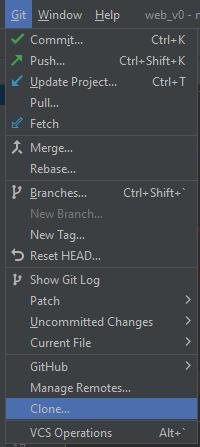 Git Window Help web_v0 -
Commit... Ctrl+K
Push... Ctrl+Shift+K
Update Project... Ctrl+T
Pull...
Fetch
Merge...
Rebase...
Branches... Ctrl+Shift+`
New Branch...
New Tag...
Reset HEAD...
Show Git Log
Patch
Uncommitted Changes
Current File
GitHub
Manage Remotes...
Clone...
VCS Operations Alt+`